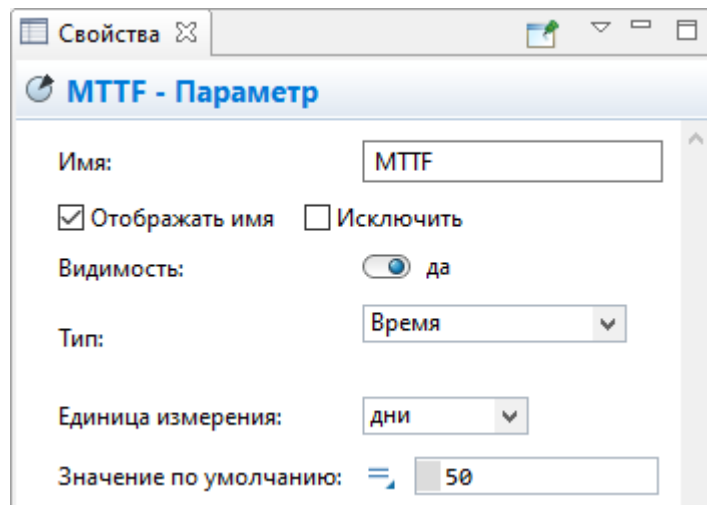 Свойства
MTTF - Параметр
Имя: MTTF
Отображать имя Исключить
Видимость: да
Тип: Время
Единица измерения: дни
Значение по умолчанию: 50